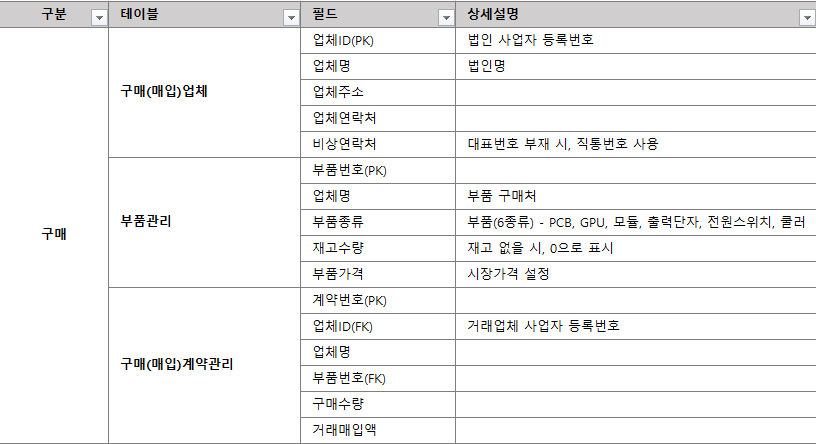 구분 테이블 필드 상세설명
업체ID(PK) 법인 사업자 등록번호
업체명 법인명
구매(매입)업체 업체주소
업체연락처
비상연락처 대표번호 부재 시, 직통번호 사용
부품번호(PK)
업체명 부품 구매처
구매 부품관리 부품종류 부품(6종류) - PCB, GPU, 모듈, 출력단자, 전원스위치, 쿨러
재고수량 재고 없을 시, 0으로 표시
부품가격 시장가격 설정
계약번호(PK)
업체ID(FK) 거래업체 사업자 등록번호
업체명
구매(매입)계약관리 부품번호(FK)
구매수량
거래매입액